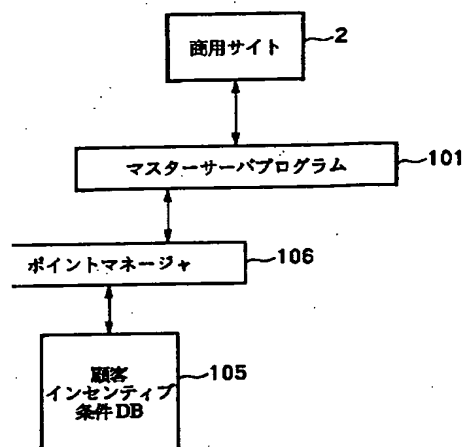 商用サイト
2
マスターサーバプログラム
101
ポイントマネージャ
106
顧客
インセンティブ
条件DB
105